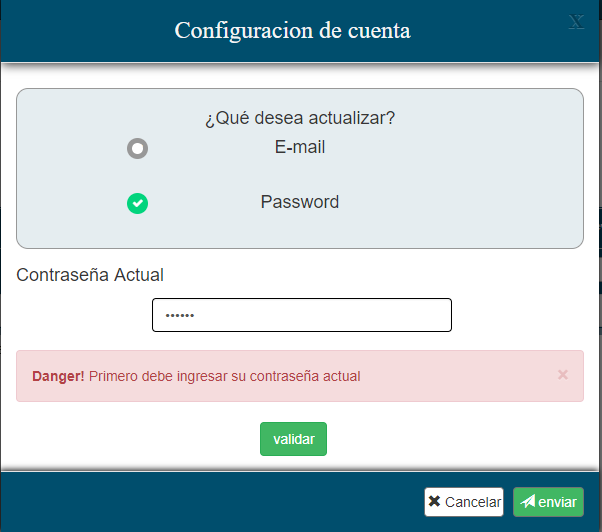 Configuracion de cuenta
X
¿Qué desea actualizar?
E-mail
Password
Contraseña Actual
••••••
Danger! Primero debe ingresar su contraseña actual ×
validar
✖ Cancelar enviar